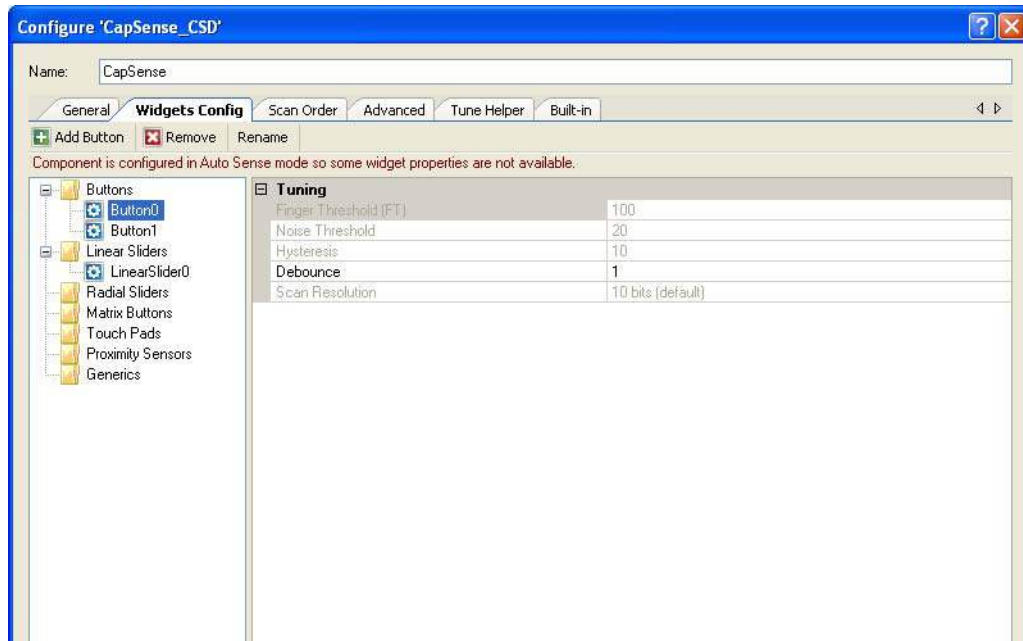 Configure 'CapSense_CSD'
Name: CapSense
General Widgets Config Scan Order Advanced Tune Helper Built-in
Add Button Remove Rename
Component is configured in Auto Sense mode so some widget properties are not available.
Buttons
Button0
Button1
Linear Sliders
LinearSlider0
Radial Sliders
Matrix Buttons
Touch Pads
Proximity Sensors
Generics
Tuning
Finger Threshold (FT) 100
Noise Threshold 20
Hysteresis 10
Debounce 1
Scan Resolution 10 bits (default)